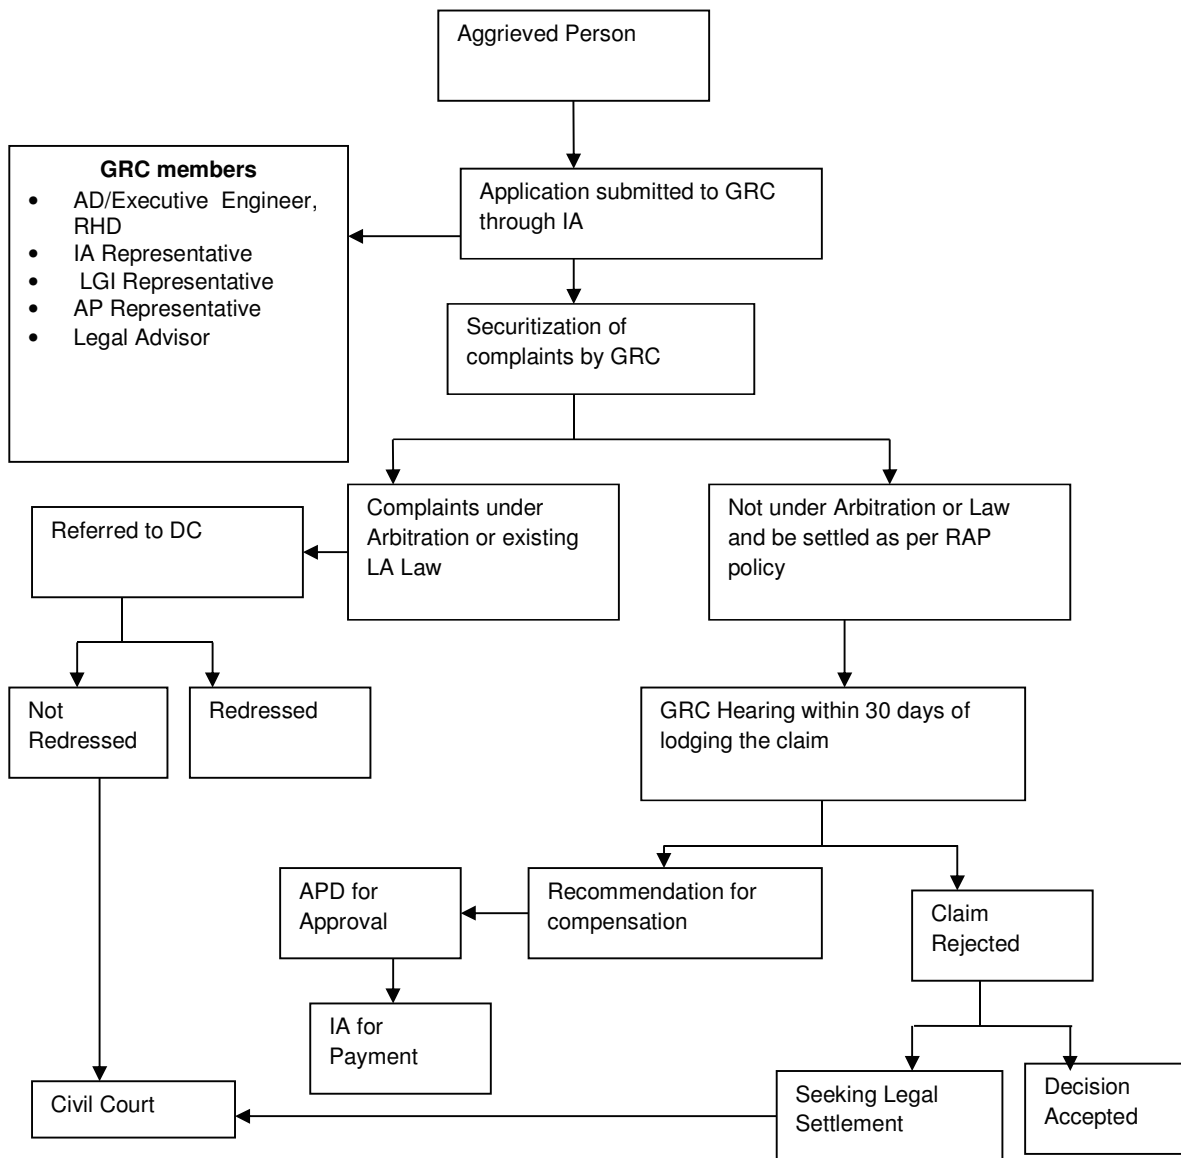 Aggrieved Person
GRC members
• AD/Executive Engineer,
RHD
• IA Representative
• LGI Representative
• AP Representative
• Legal Advisor
Application submitted to GRC
through IA
Securitization of
complaints by GRC
Referred to DC
Complaints under
Arbitration or existing
LA Law
Not under Arbitration or Law
and be settled as per RAP
policy
Not
Redressed
Redressed
GRC Hearing within 30 days of
lodging the claim
APD for
Approval
Recommendation for
compensation
Claim
Rejected
IA for
Payment
Civil Court
Seeking Legal
Settlement
Decision
Accepted